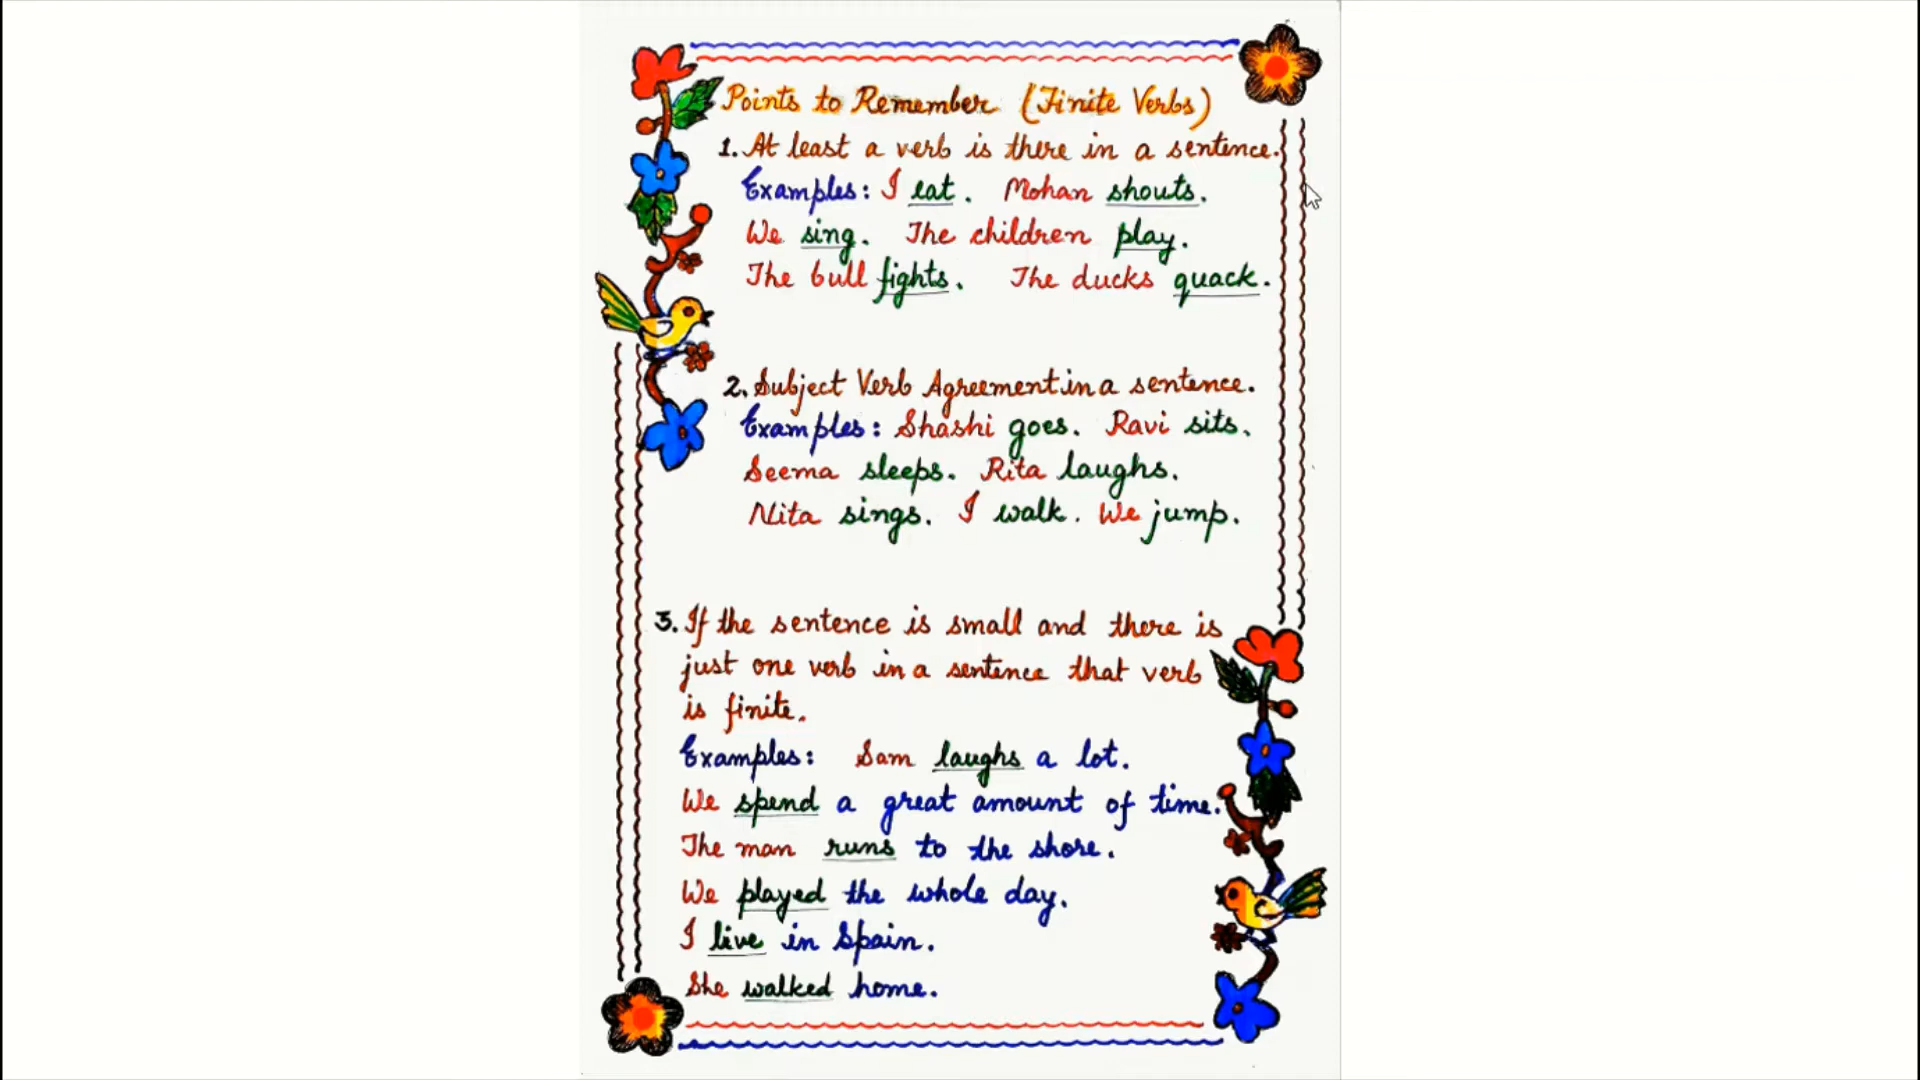 Points to Remember (Finite Verbs)
1. At least a verb is there in a sentence.
Examples: I eat. Mohan shouts.
We sing. The children play.
The bull fights. The ducks quack.
2. Subject Verb Agreement in a sentence.
Examples: Shashi goes. Ravi sits.
Seema sleeps. Rita laughs.
Nita sings. I walk. We jump.
3. If the sentence is small and there is
just one verb in a sentence that verb
is finite.
Examples: Sam laughs a lot.
We spend a great amount of time.
The man runs to the shore.
We played the whole day.
I live in Spain.
She walked home.